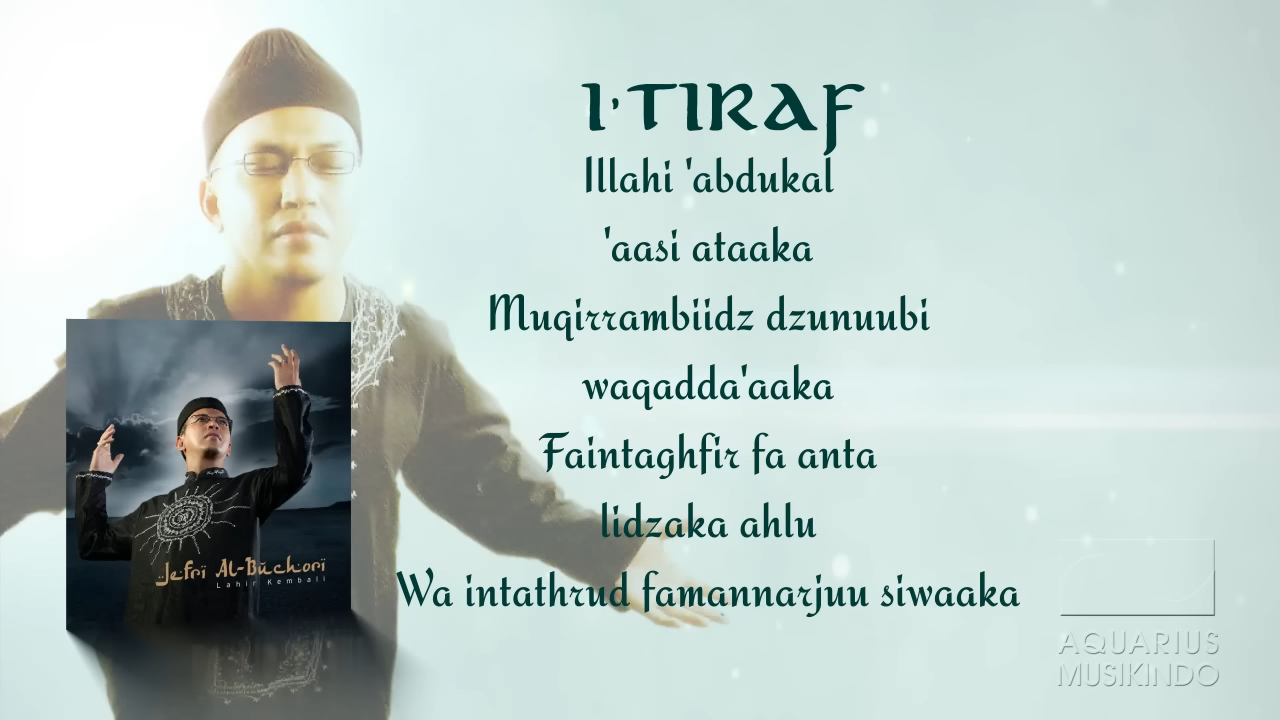 I'TIRAF
Illahi 'abdukal
'aasi ataaka
Muqirrambiidz dzunuubi
waqadda'aaka
Faintaghfir fa anta
lidzaka ahlu
Wa intathrud famannarjuu siwaaka
Jefri Al-Buchori
Lahir Kembali
AQUARIUS
MUSIKINDO